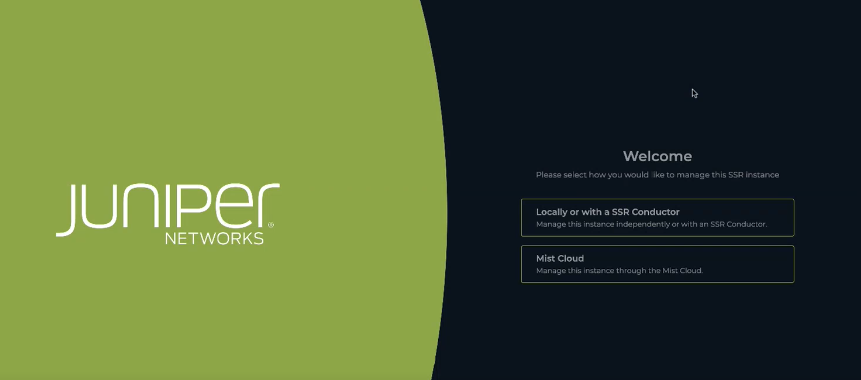 JUNIPER®
NETWORKS
Welcome
Please select how you would like to manage this SSR instance
Locally or with a SSR Conductor
Manage this instance independently or with an SSR Conductor.
Mist Cloud
Manage this instance through the Mist Cloud.